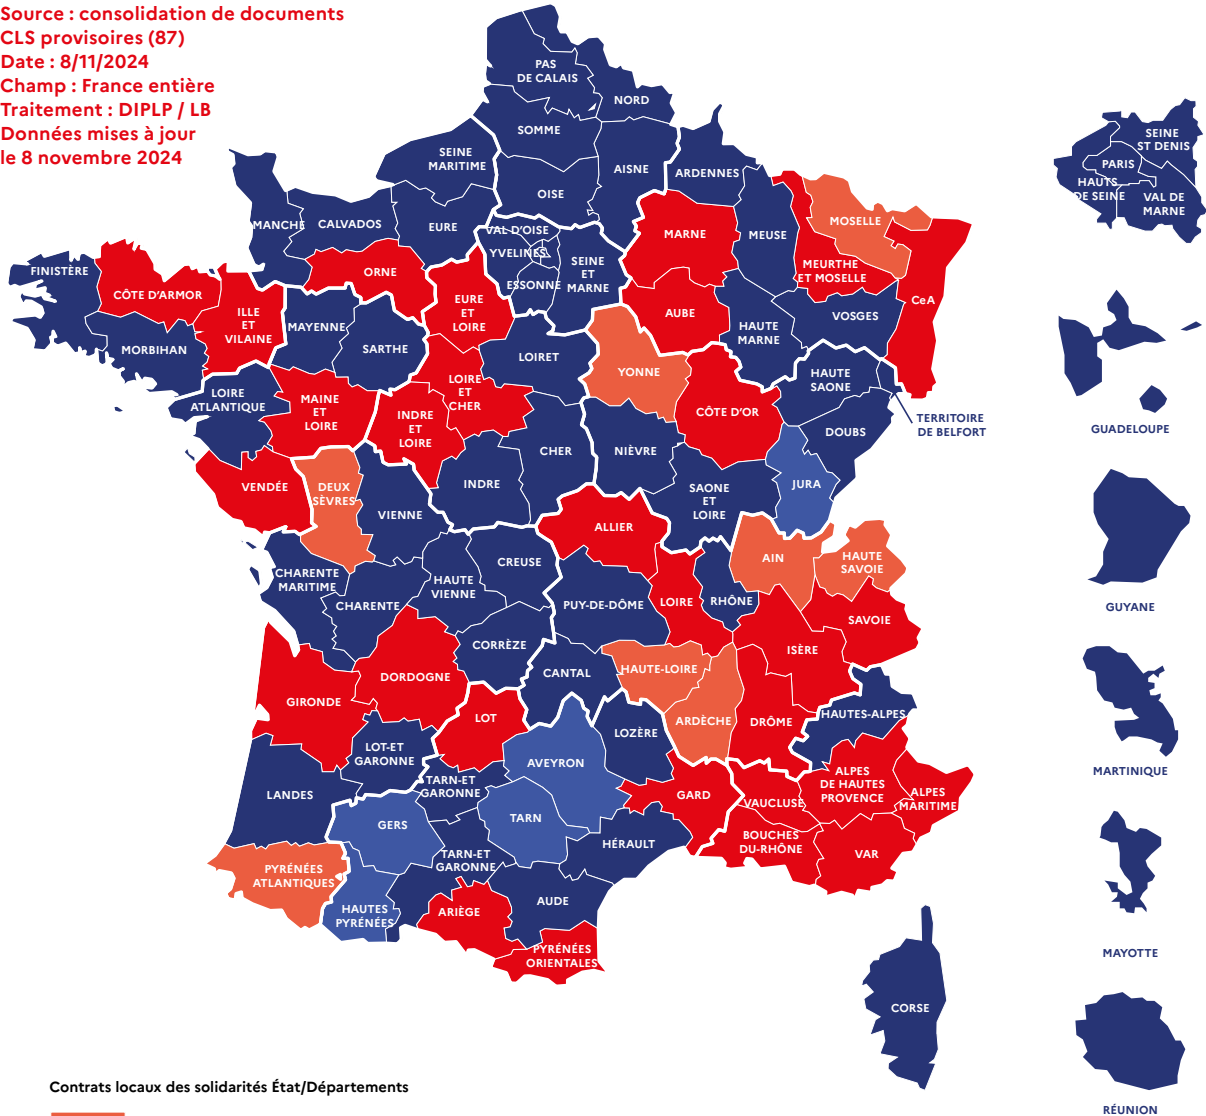 Source : consolidation de documents
CLS provisoires (87)
Date : 8/11/2024
Champ : France entière
Traitement : DIPLP / LB
Données mises à jour
le 8 novembre 2024
PAS
DE CALAIS
NORD
SOMME
SEINE
MARITIME
AISNE
ARDENNES
OISE
MANCHE
CALVADOS
EURE
VAL D'OISE
YVELINES
ESSONNE
SEINE
ET
MARNE
MARNE
MEUSE
MOSELLE
MEURTHE
ET MOSELLE
CeA
FINISTÈRE
CÔTE D'ARMOR
ORNE
ILLE
ET
VILAINE
MAYENNE
EURE
ET
LOIRE
AUBE
HAUTE
MARNE
VOSGES
MORBIHAN
SARTHE
LOIRET
YONNE
HAUTE
SAONE
LOIRE
ATLANTIQUE
MAINE
ET
LOIRE
LOIRE
ET
CHER
INDRE
ET
LOIRE
CÔTE D'OR
TERRITOIRE
DE BELFORT
DOUBS
CHER
NIÈVRE
VENDÉE
DEUX
SÈVRES
VIENNE
INDRE
SAONE
ET
LOIRE
JURA
ALLIER
CHARENTE
MARITIME
CHARENTE
HAUTE
VIENNE
CREUSE
PUY-DE-DÔME
LOIRE
RHÔNE
AIN
HAUTE
SAVOIE
SAVOIE
ISÈRE
CORRÈZE
DORDOGNE
CANTAL
HAUTE-LOIRE
GIRONDE
LOT
LOZÈRE
ARDÈCHE
DRÔME
HAUTES-ALPES
LOT-ET
GARONNE
AVEYRON
TARN-ET
GARONNE
LANDES
GARD
VAUCLUSE
ALPES
DE HAUTES
PROVENCE
ALPES
MARITIME
GERS
TARN
HÉRAULT
BOUCHES
DU-RHÔNE
VAR
PYRÉNÉES
ATLANTIQUES
TARN-ET
GARONNE
HAUTES
PYRÉNÉES
ARIÈGE
AUDE
PYRÉNÉES
ORIENTALES
CORSE
SEINE
ST DENIS
PARIS
HAUTS
DE SEINE
VAL DE
MARNE
GUADELOUPE
GUYANE
MARTINIQUE
MAYOTTE
RÉUNION
Contrats locaux des solidarités État/Départements